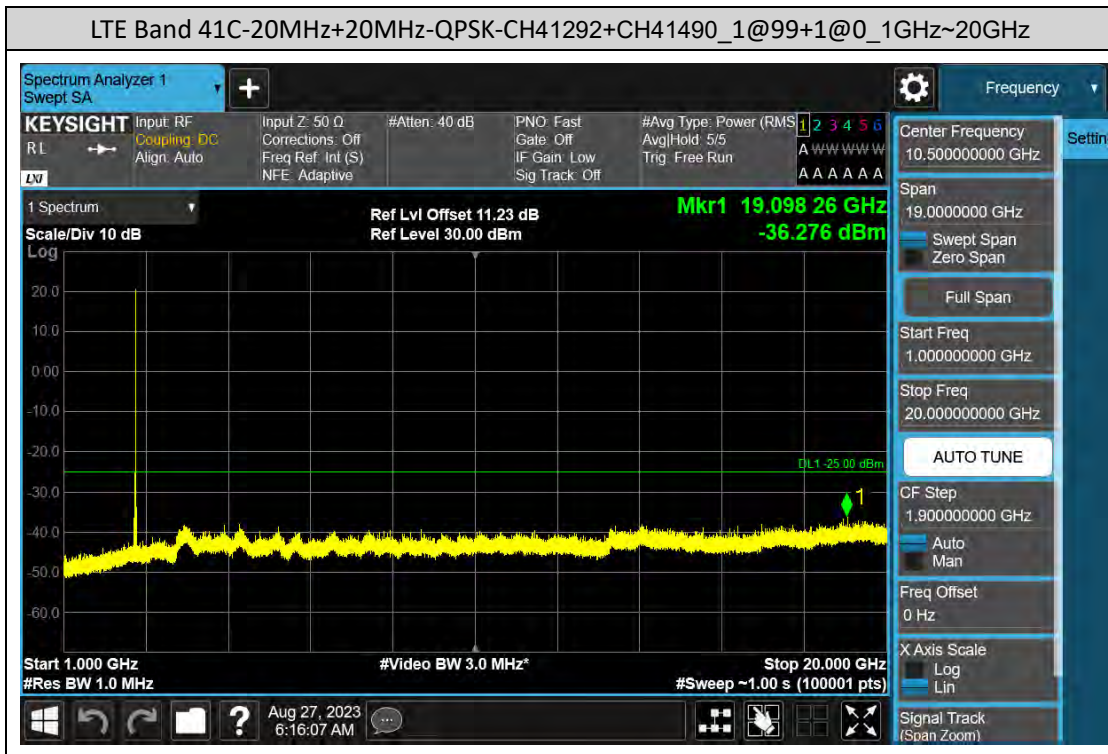 LTE Band 41C-20MHz+20MHz-QPSK-CH41292+CH41490_1@99+1@0_1GHz~20GHz
Spectrum Analyzer 1
Swept SA
+
Frequency
KEYSIGHT
RL
LXI
Input: RF
Coupling: DC
Align: Auto
Input Z: 50 Ω
Corrections: Off
Freq Ref: Int (S)
NFE: Adaptive
#Atten: 40 dB
PNO: Fast
Gate: Off
IF Gain: Low
Sig Track: Off
#Avg Type: Power (RMS
Avg|Hold: 5/5
Trig: Free Run
1 2 3 4 5 6
A W W W W W
A A A A A A
1 Spectrum
Scale/Div 10 dB
Ref Lvl Offset 11.23 dB
Ref Level 30.00 dBm
Mkr1 19.098 26 GHz
-36.276 dBm
Log
20.0
10.0
0.00
-10.0
-20.0
-30.0
-40.0
-50.0
-60.0
DL1 -25.00 dBm
1
Start 1.000 GHz
#Res BW 1.0 MHz
#Video BW 3.0 MHz*
Stop 20.000 GHz
#Sweep ~1.00 s (100001 pts)
?
Aug 27, 2023
6:16:07 AM
Center Frequency
10.500000000 GHz
Settin
Span
19.0000000 GHz
Swept Span
Zero Span
Full Span
Start Freq
1.000000000 GHz
Stop Freq
20.000000000 GHz
AUTO TUNE
CF Step
1.900000000 GHz
Auto
Man
Freq Offset
0 Hz
X Axis Scale
Log
Lin
Signal Track
(Span Zoom)